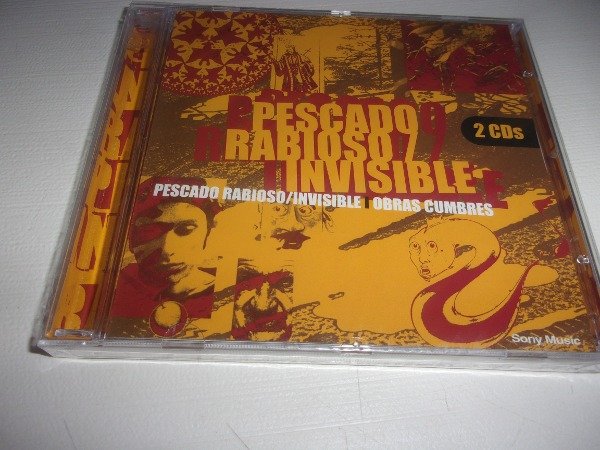 PESCADO
RABIOSO
INVISIBLE
2 CDs
PESCADO RABIOSO/INVISIBLE OBRAS CUMBRES
Sony Music